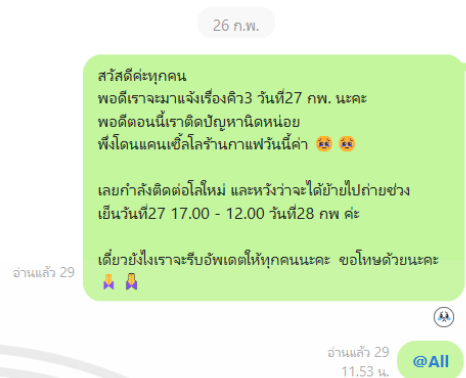 26 ก.พ.
สวัสดีค่ะทุกคน
พอดีเราจะมาแจ้งเรื่องคิว3 วันที่27 กพ. นะคะ
พอดีตอนนี้เราติดปัญหานิดหน่อย
พึ่งโดนแคนเซิ้ลโลร้านกาแฟวันนี้ค่า 🥹 🥹
เลยกำลังติดต่อโลใหม่ และหวังว่าจะได้ย้ายไปถ่ายช่วง
เย็นวันที่27 17.00 - 12.00 วันที่28 กพ ค่ะ
เดี๋ยวยังไงเราจะรีบอัพเดตให้ทุกคนนะคะ ขอโทษด้วยนะคะ
🙏 🙏
อ่านแล้ว 29
อ่านแล้ว 29
11.53 น.
@All